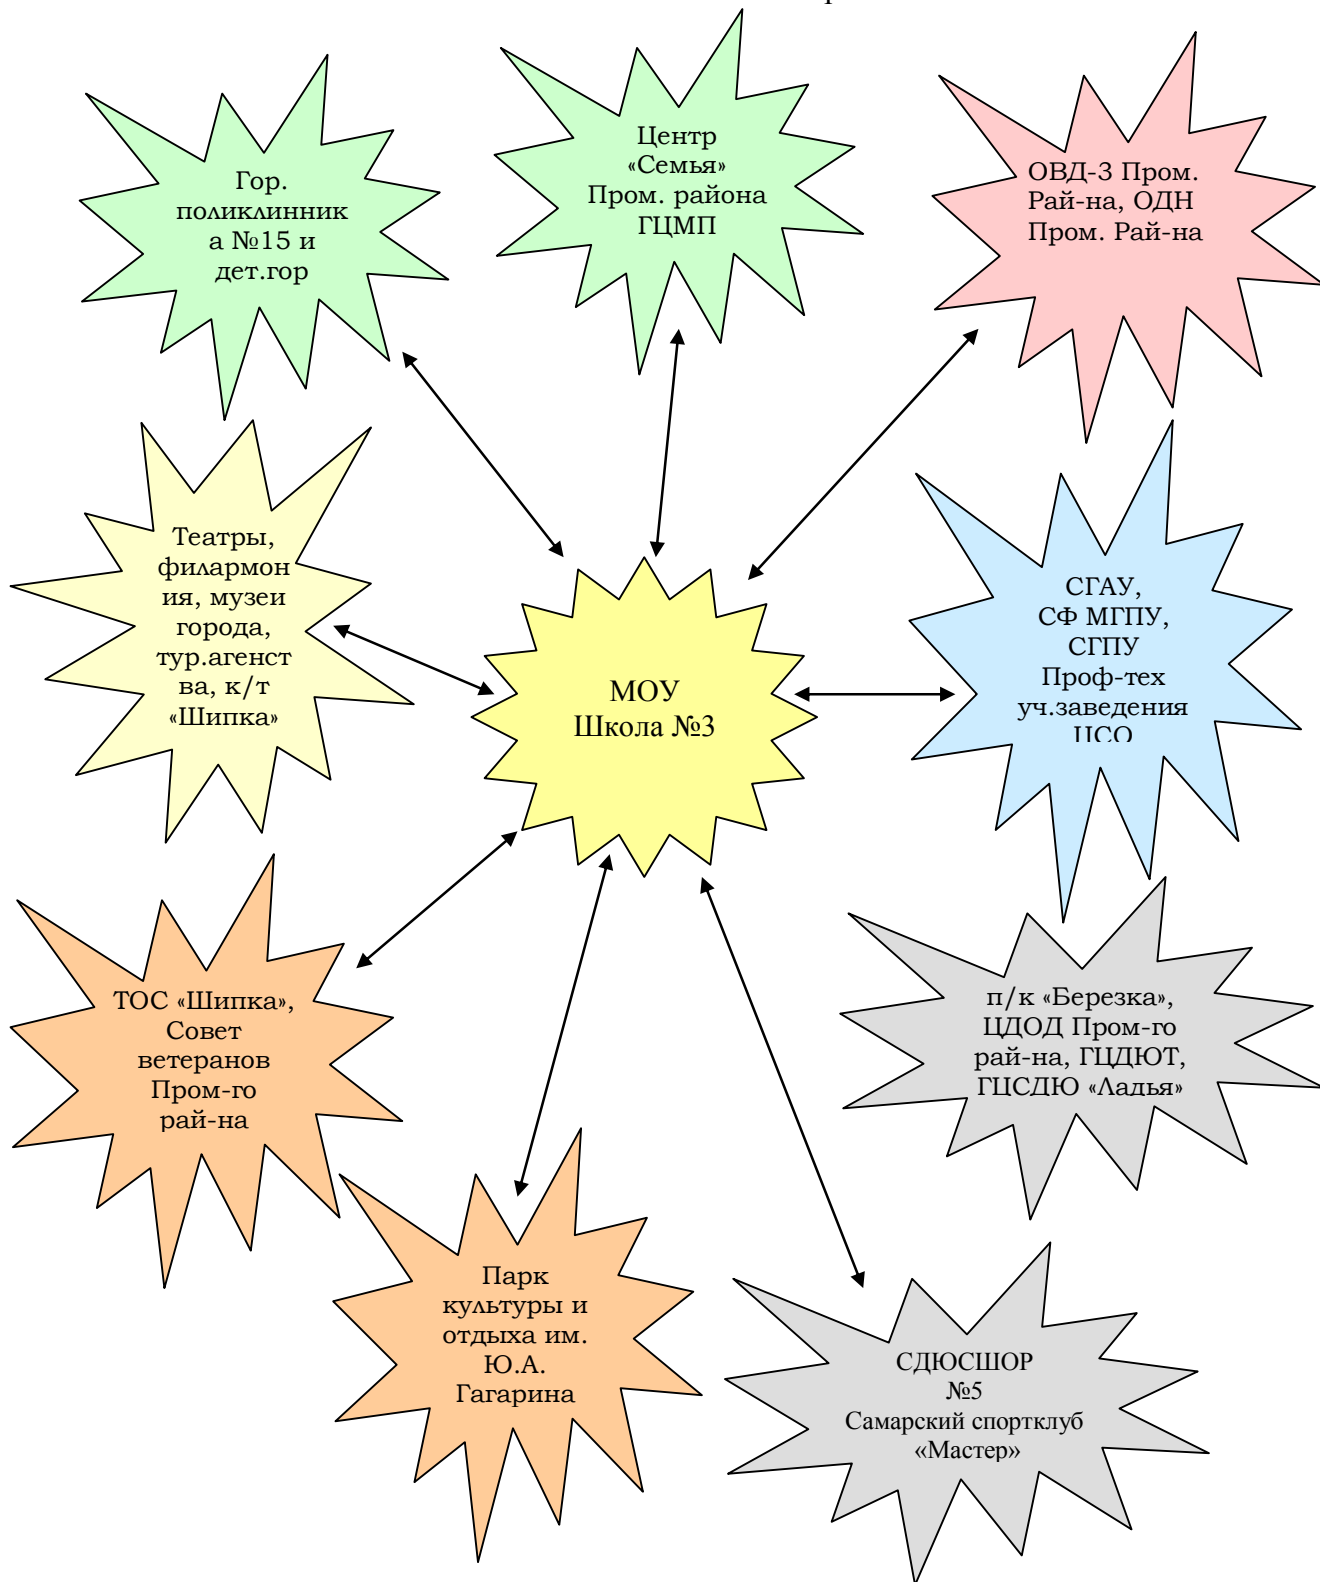 Центр
«Семья»
Пром. района
ГЦМП
Гор.
поликлинник
а №15 и
дет.гор
ОВД-3 Пром.
Рай-на, ОДН
Пром. Рай-на
Театры,
филармон
ия, музеи
города,
тур.агенст
ва, к/т
«Шипка»
МОУ
Школа №3
СГАУ,
СФ МГПУ,
СГПУ
Проф-тех
уч.заведения
ЦСО
ТОС «Шипка»,
Совет
ветеранов
Пром-го
рай-на
п/к «Березка»,
ЦДОД Пром-го
рай-на, ГЦДЮТ,
ГЦСДЮ «Ладья»
Парк
культуры и
отдыха им.
Ю.А.
Гагарина
СДЮСШОР
№5
Самарский спортклуб
«Мастер»